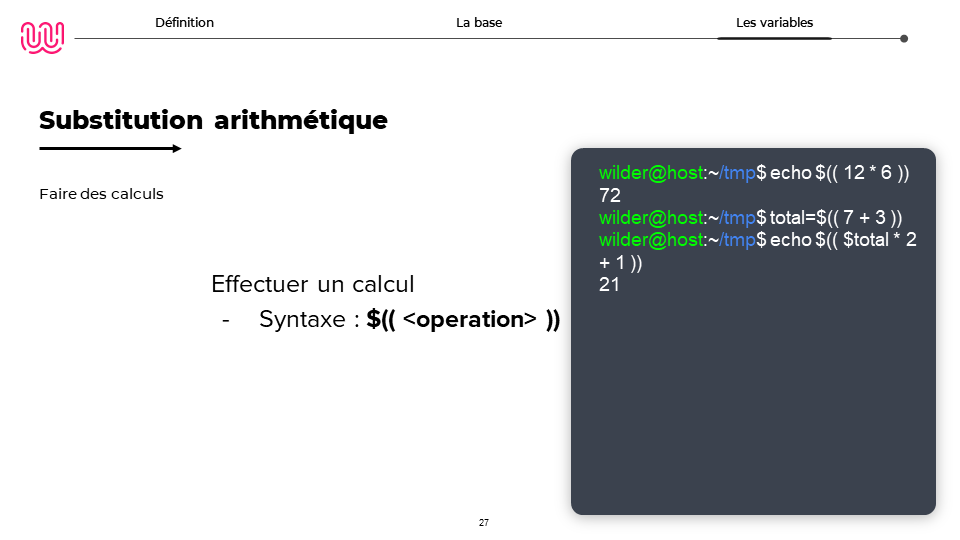 Définition
La base
Les variables
Substitution arithmétique
Faire des calculs
Effectuer un calcul
- Syntaxe : $(( <operation> ))
wilder@host:~/tmp$ echo $(( 12 * 6 ))
72
wilder@host:~/tmp$ total=$(( 7 + 3 ))
wilder@host:~/tmp$ echo $(( $total * 2
+ 1 ))
21
27